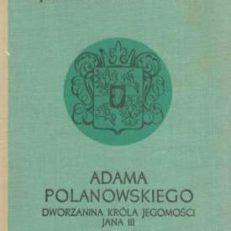 ADAMA
POLANOWSKIEGO
DWORZANINA KRÓLA JEGOMOŚCI
JANA III